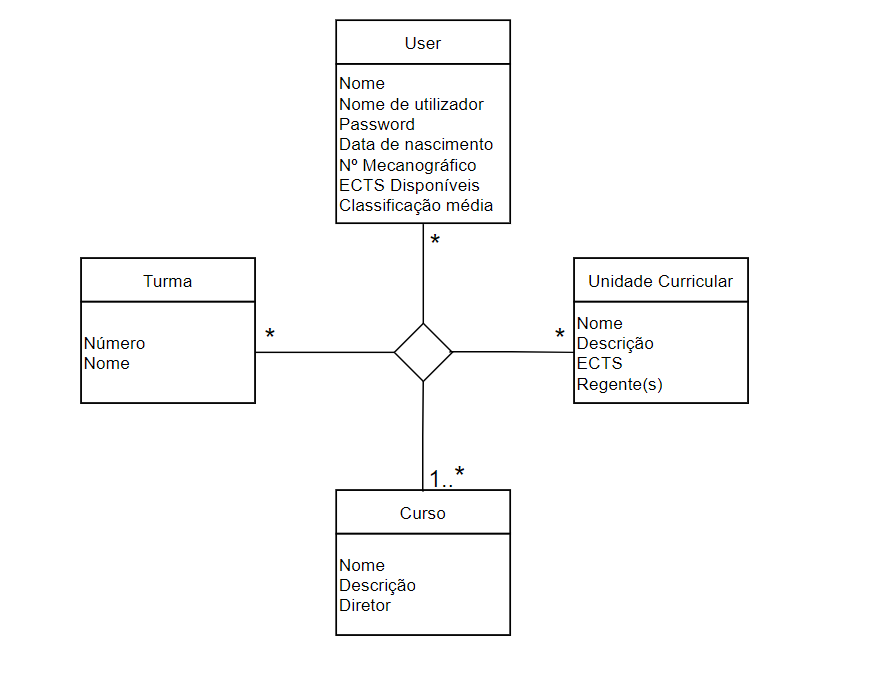 User
Nome
Nome de utilizador
Password
Data de nascimento
Nº Mecanográfico
ECTS Disponíveis
Classificação média
*
Turma
Número
Nome
*
*
Unidade Curricular
Nome
Descrição
ECTS
Regente(s)
1..*
Curso
Nome
Descrição
Diretor